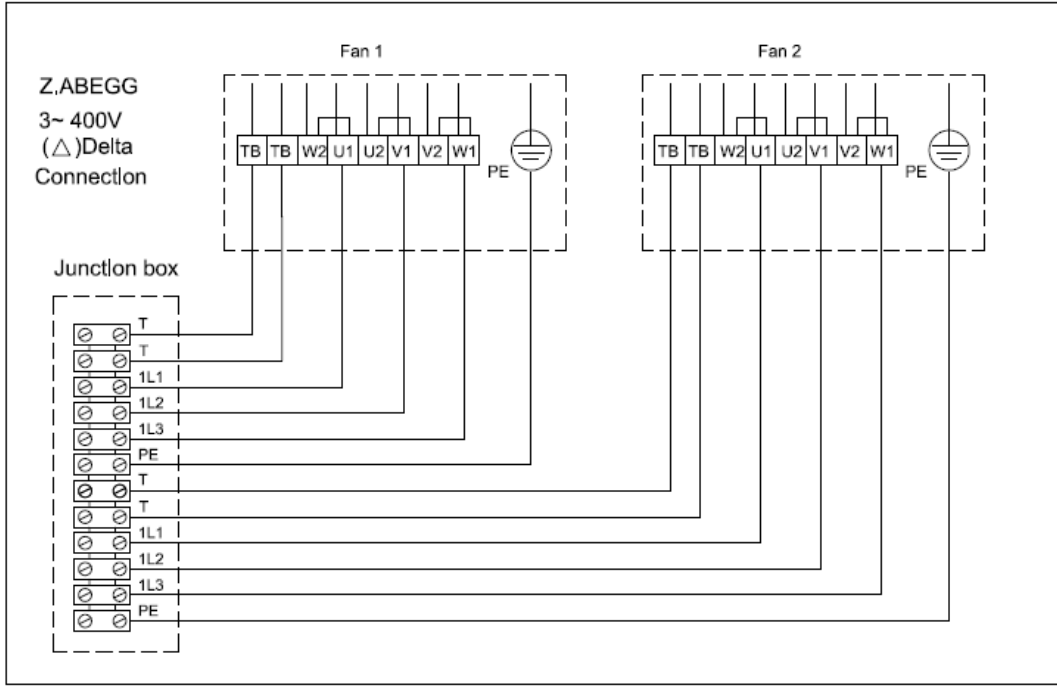 Fan 1
Fan 2
Z,ABEGG
3~ 400V
(△)Delta
Connection
TB TB W2 U1 U2 V1 V2 W1
PE
TB TB W2 U1 U2 V1 V2 W1
PE
Junction box
T
T
1L1
1L2
1L3
PE
T
T
1L1
1L2
1L3
PE